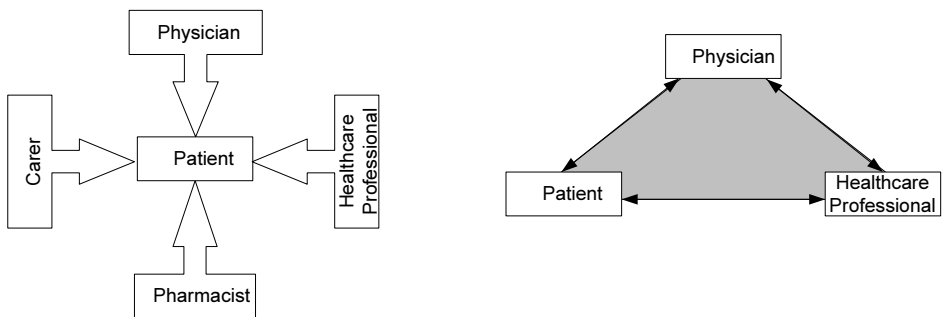 Physician
Carer
Patient
Healthcare
Professional
Pharmacist
Physician
Patient
Healthcare
Professional